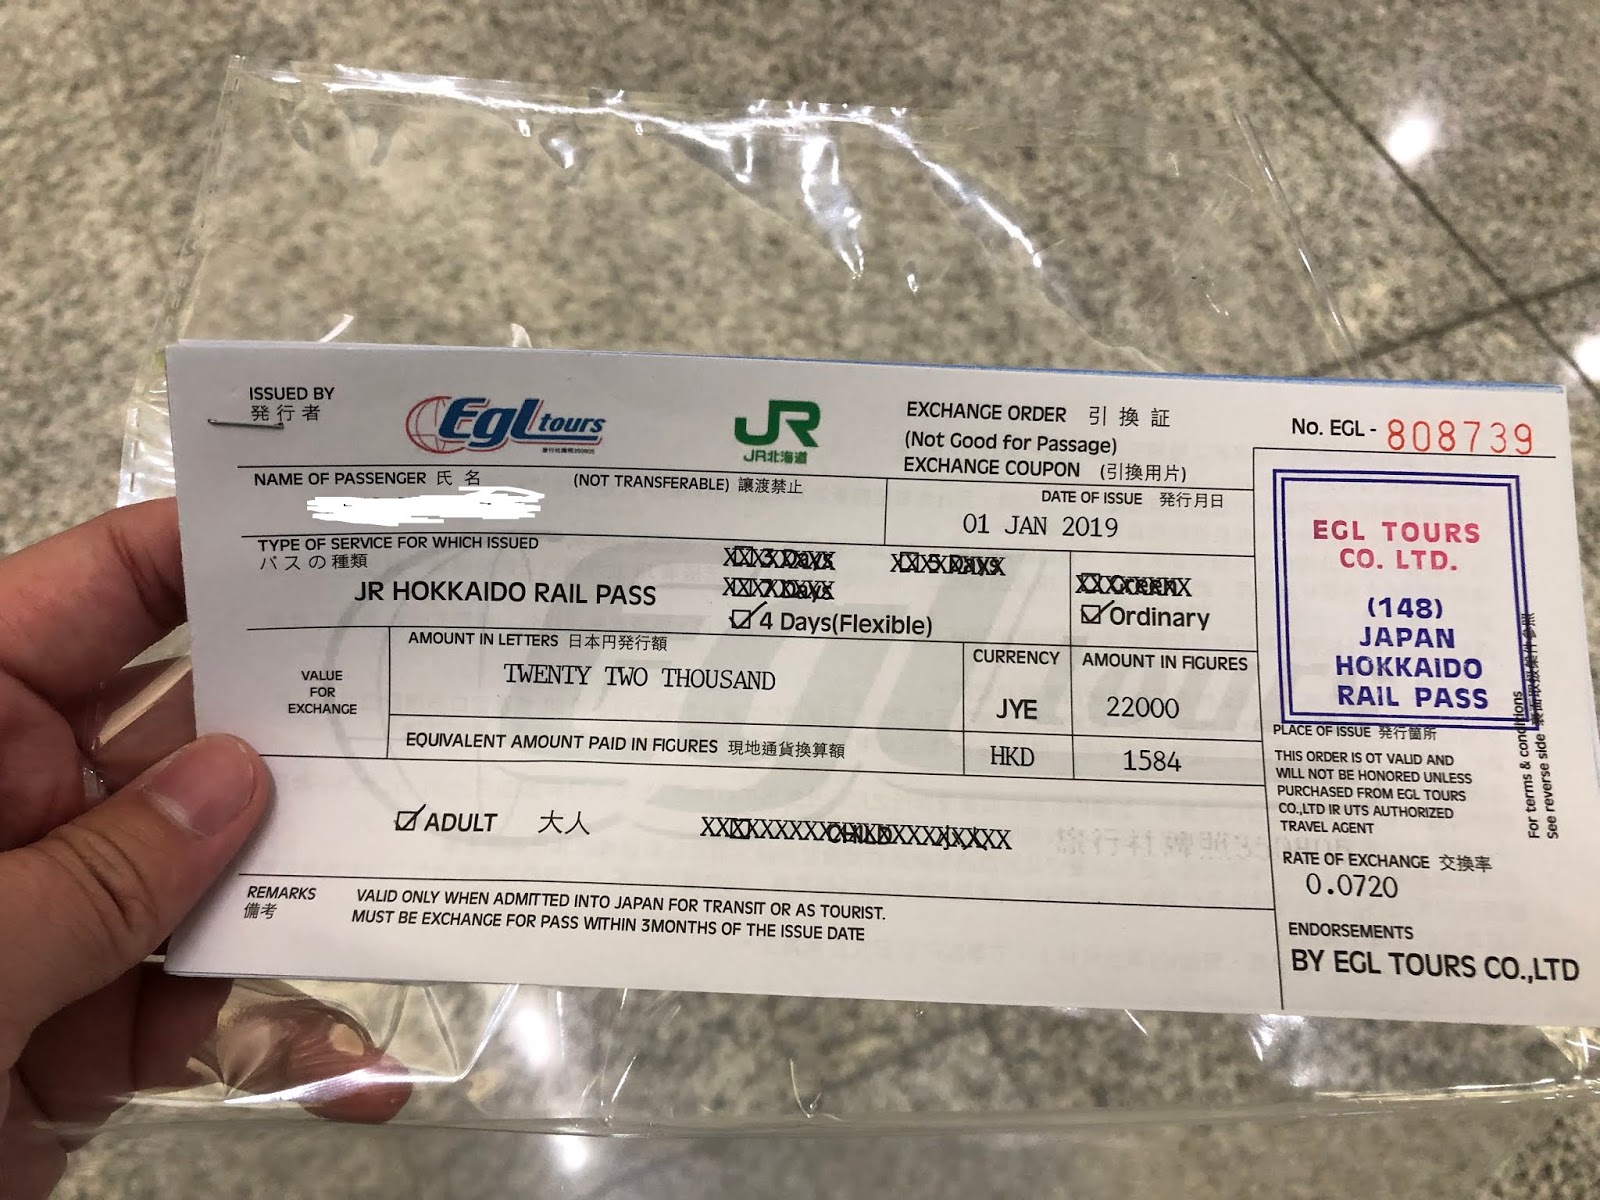 ISSUED BY
発行者
Egl tours
JR
JR北海道
EXCHANGE ORDER 引換証
(Not Good for Passage)
EXCHANGE COUPON (引換用片)
No. EGL - 808739
NAME OF PASSENGER 氏名
(NOT TRANSFERABLE) 讓渡禁止
DATE OF ISSUE 発行月日
01 JAN 2019
TYPE OF SERVICE FOR WHICH ISSUED
パスの種類
JR HOKKAIDO RAIL PASS
3 Days
5 Days
7 Days
4 Days(Flexible)
Green
Ordinary
VALUE
FOR
EXCHANGE
AMOUNT IN LETTERS 日本円発行額
TWENTY TWO THOUSAND
CURRENCY
JYE
AMOUNT IN FIGURES
22000
EQUIVALENT AMOUNT PAID IN FIGURES 現地通貨換算額
HKD
1584
ADULT 大人
CHILD
REMARKS
備考
VALID ONLY WHEN ADMITTED INTO JAPAN FOR TRANSIT OR AS TOURIST.
MUST BE EXCHANGE FOR PASS WITHIN 3MONTHS OF THE ISSUE DATE
EGL TOURS
CO. LTD.
(148)
JAPAN
HOKKAIDO
RAIL PASS
PLACE OF ISSUE 発行箇所
THIS ORDER IS OT VALID AND
WILL NOT BE HONORED UNLESS
PURCHASED FROM EGL TOURS
CO.,LTD IR UTS AUTHORIZED
TRAVEL AGENT
RATE OF EXCHANGE 交換率
0.0720
ENDORSEMENTS
BY EGL TOURS CO.,LTD
For terms & conditions
See reverse side